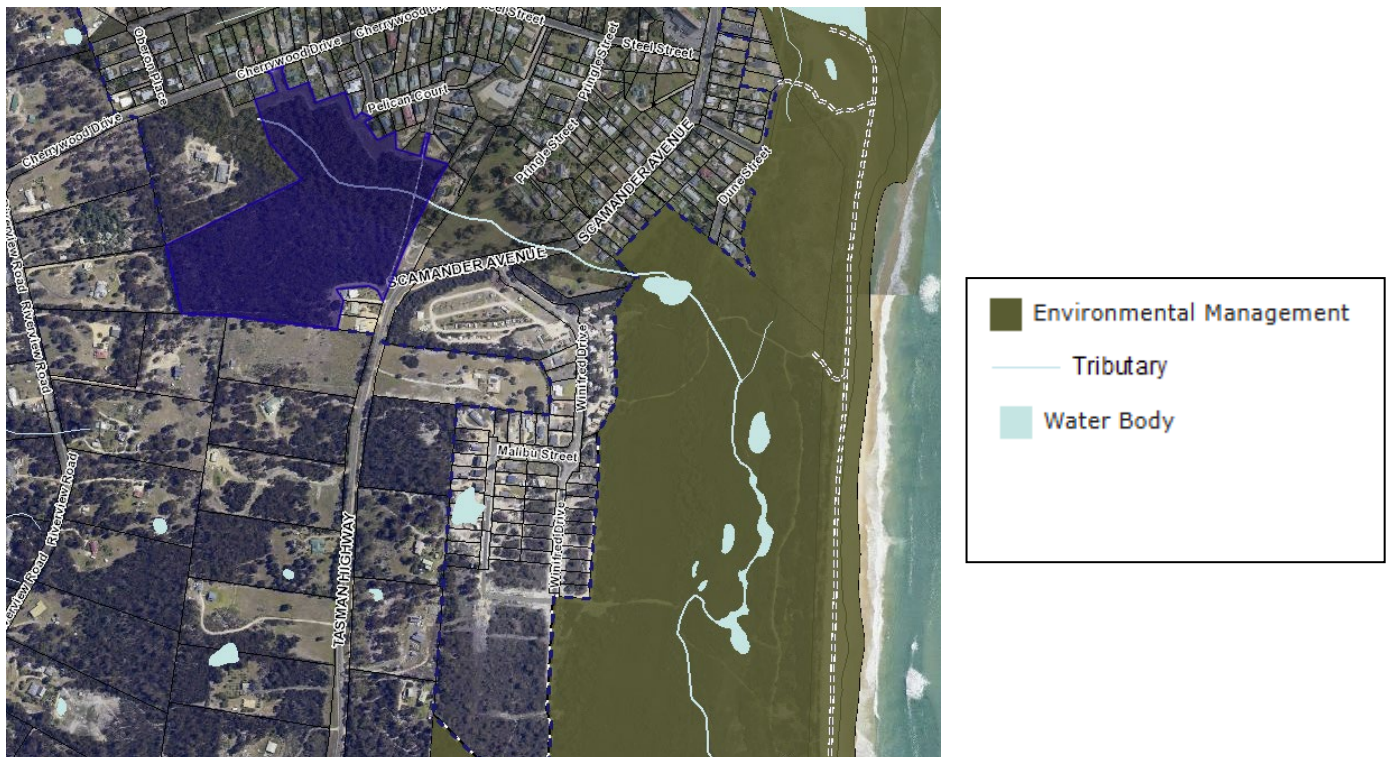 Cherrywood Drive
Steel Street
Oberon Place
Cherrywood Drive
Steel Street
Pringle Street
Pelican Court
Cherrywood Drive
Pringle Street
SCAMANDER AVENUE
Dune Street
SCAMANDER AVENUE
Riverview Road
Riverview Road
Winifred Drive
Malibu Street
Riverview Road
Winifred Drive
TASMAN HIGHWAY
Road
Environmental Management
Tributary
Water Body